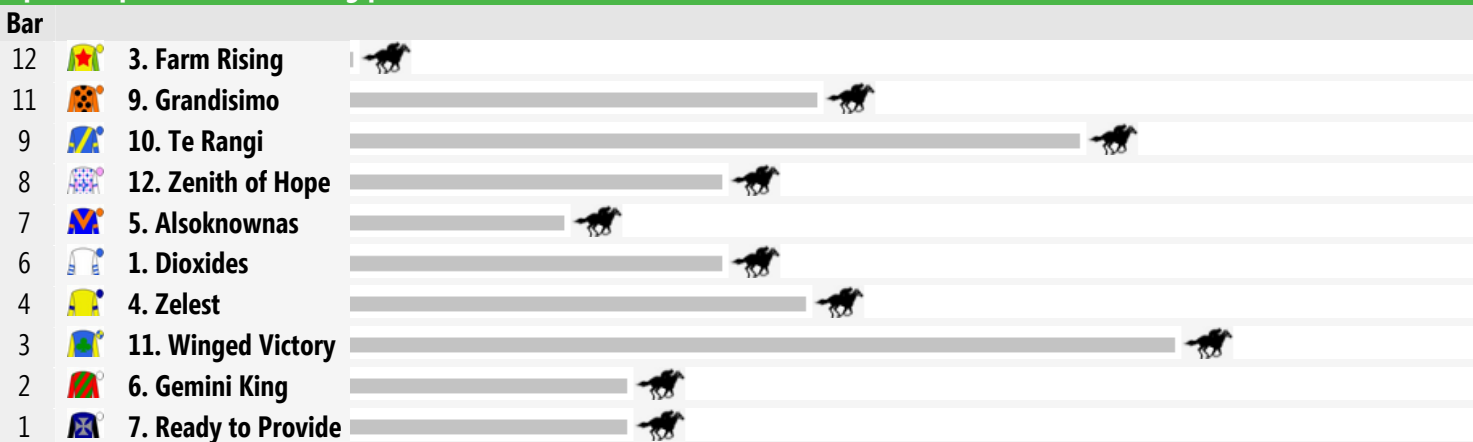 Bar
12 3. Farm Rising
11 9. Grandisimo
9 10. Te Rangi
8 12. Zenith of Hope
7 5. Alsoknownas
6 1. Dioxides
4 4. Zelest
3 11. Winged Victory
2 6. Gemini King
1 7. Ready to Provide